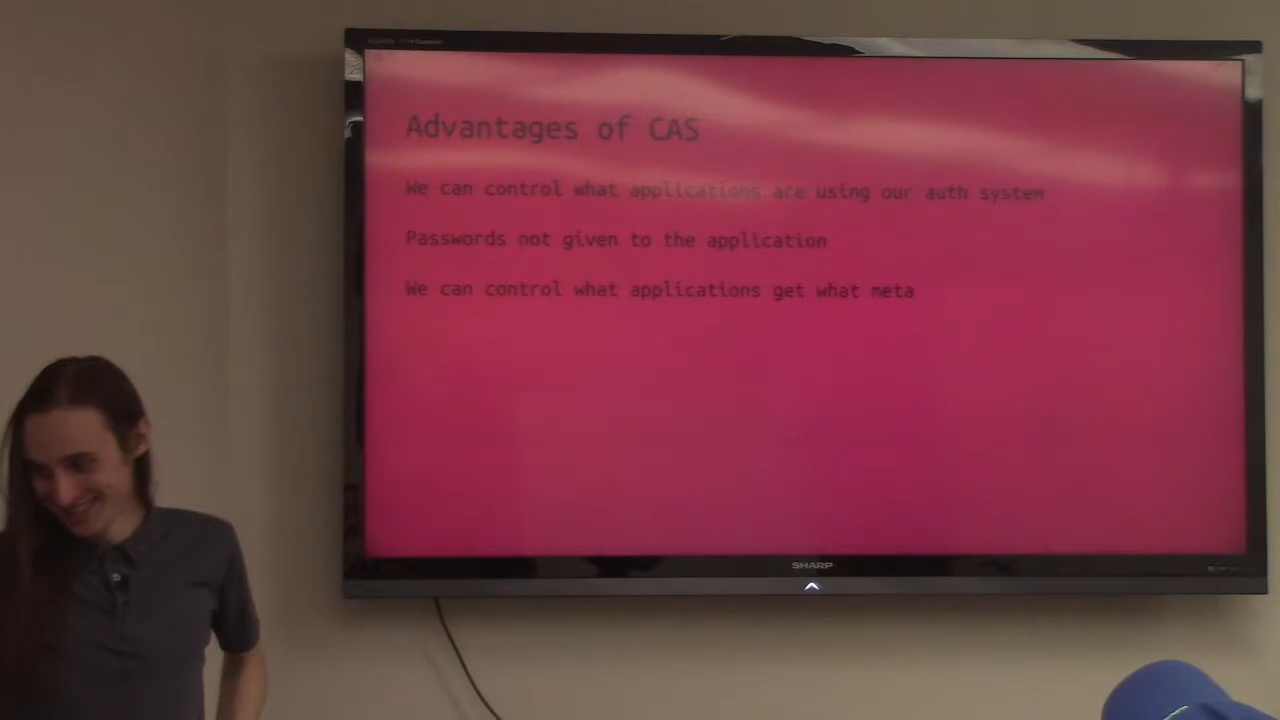 Advantages of CAS
We can control what applications are using our auth system
Passwords not given to the application
We can control what applications get what meta
SHARP